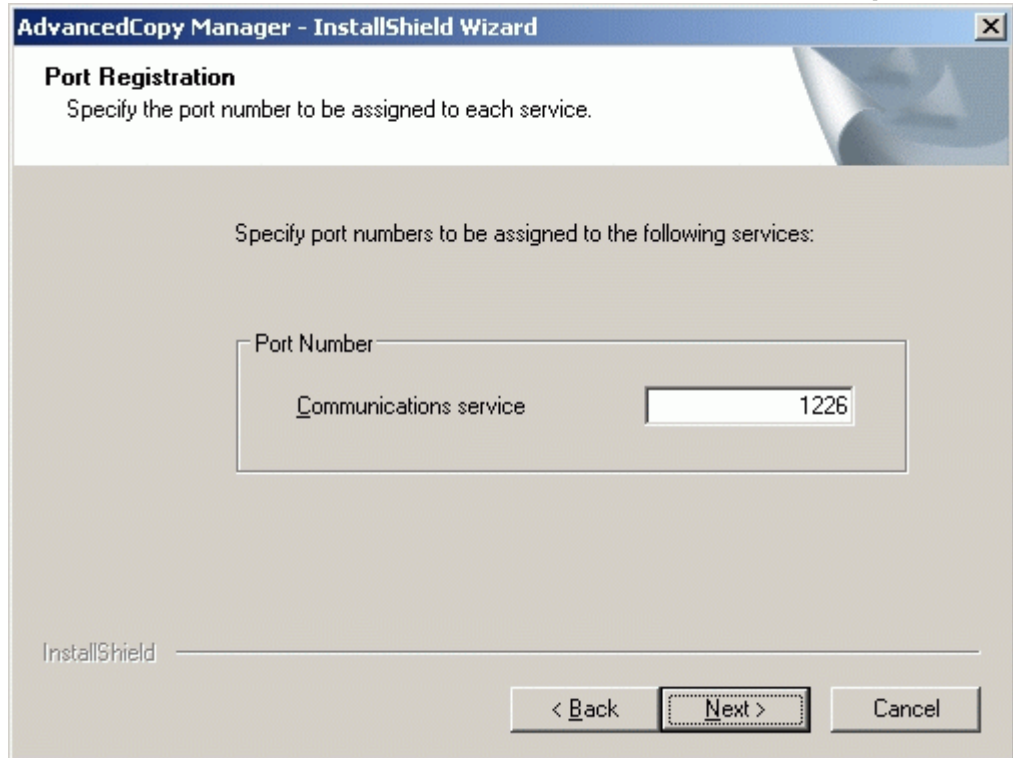 AdvancedCopy Manager - InstallShield Wizard
Port Registration
Specify the port number to be assigned to each service.
Specify port numbers to be assigned to the following services:
Port Number
Communications service 1226
InstallShield
< Back Next > Cancel